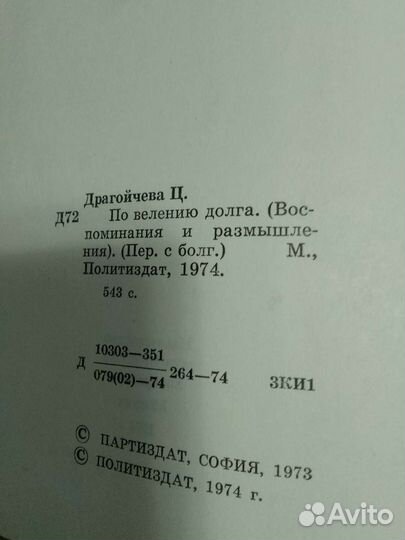 Драгойчева Ц.
Д72 По велению долга. (Вос-
поминания и размышле-
ния). (Пер. с болг.) М.,
Политиздат, 1974.
543 с.
Д 10303—351
079(02)—74 264—74 3КИ1
© ПАРТИЗДАТ, СОФИЯ, 1973
© ПОЛИТИЗДАТ, 1974 г.
Avito